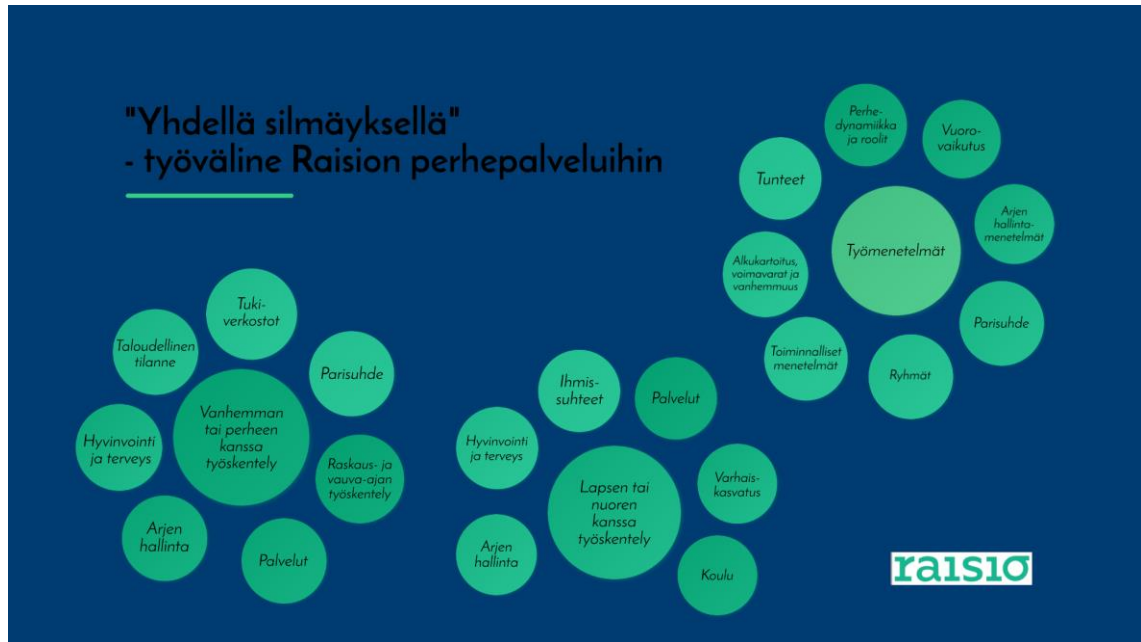 "Yhdellä silmäyksellä"
- työväline Raision perhepalveluihin
Vanhemman
tai perheen
kanssa
työskentely
Tuki-
verkostot
Parisuhde
Raskaus- ja
vauva-ajan
työskentely
Palvelut
Arjen
hallinta
Hyvinvointi
ja terveys
Taloudellinen
tilanne
Lapsen tai
nuoren
kanssa
työskentely
Ihmis-
suhteet
Palvelut
Varhais-
kasvatus
Koulu
Arjen
hallinta
Hyvinvointi
ja terveys
Työmenetelmät
Perhe-
dynamiikka
ja roolit
Vuoro-
vaikutus
Arjen
hallinta-
menetelmät
Parisuhde
Ryhmät
Toiminnalliset
menetelmät
Alkukartoitus,
voimavarat ja
vanhemmuus
Tunteet
raisio